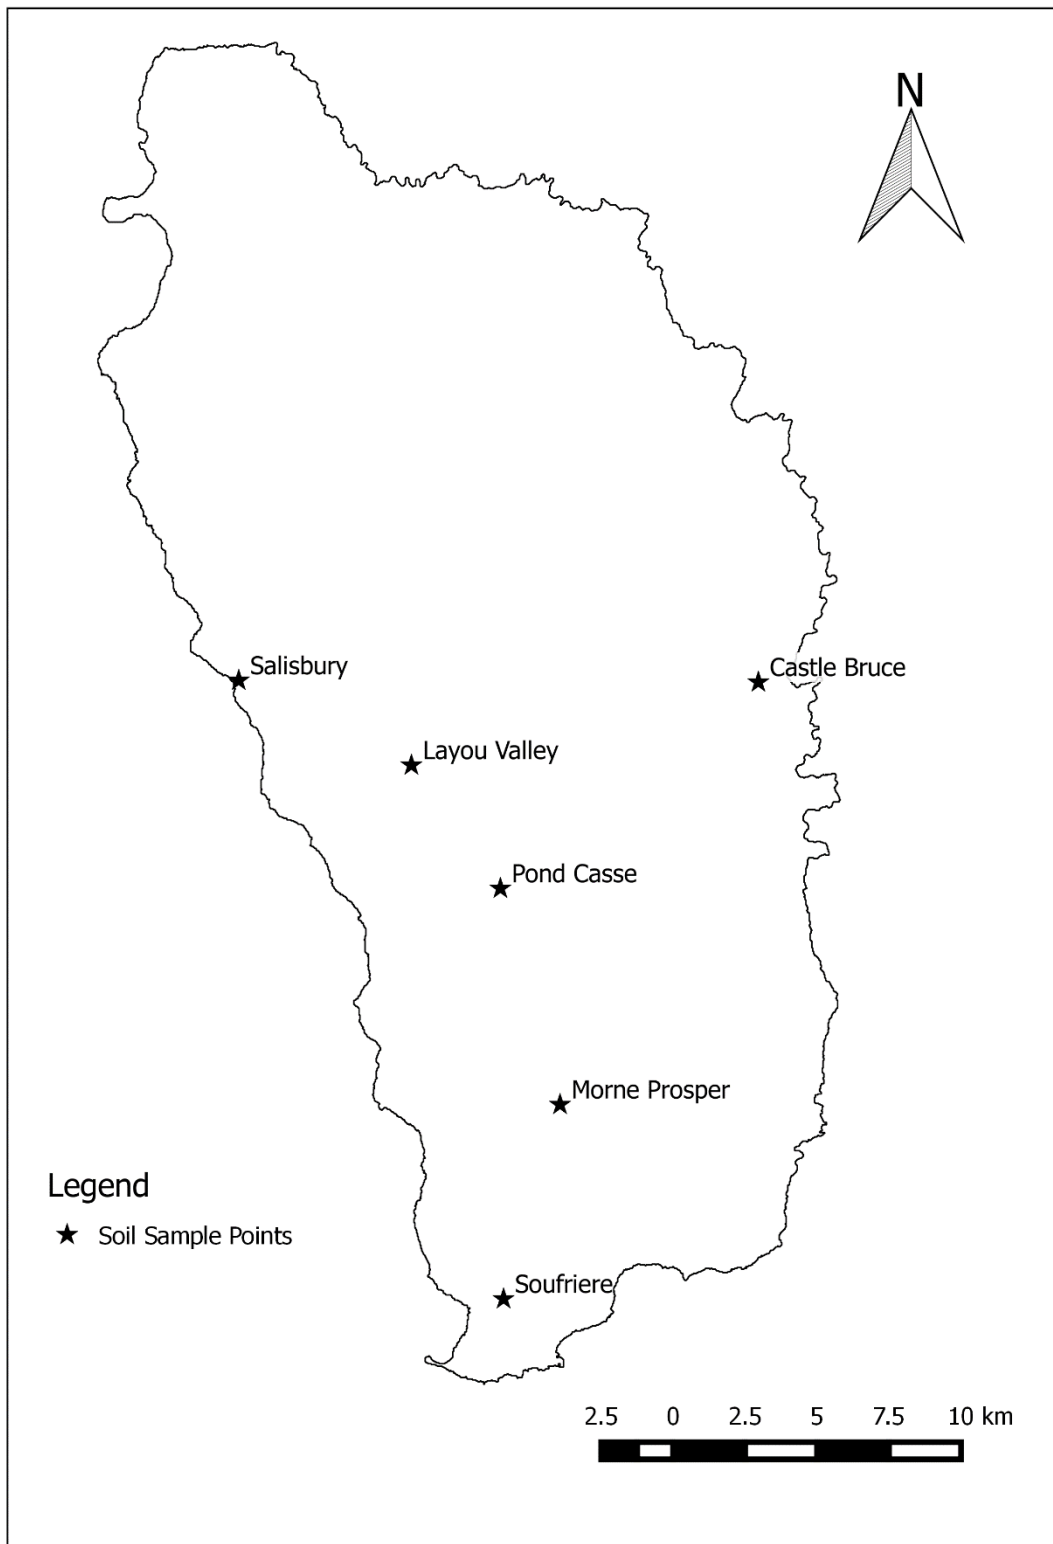 N
Salisbury
Castle Bruce
Layou Valley
Pond Casse
Morne Prosper
Legend
Soil Sample Points
Soufriere
2.5 0 2.5 5 7.5 10 km